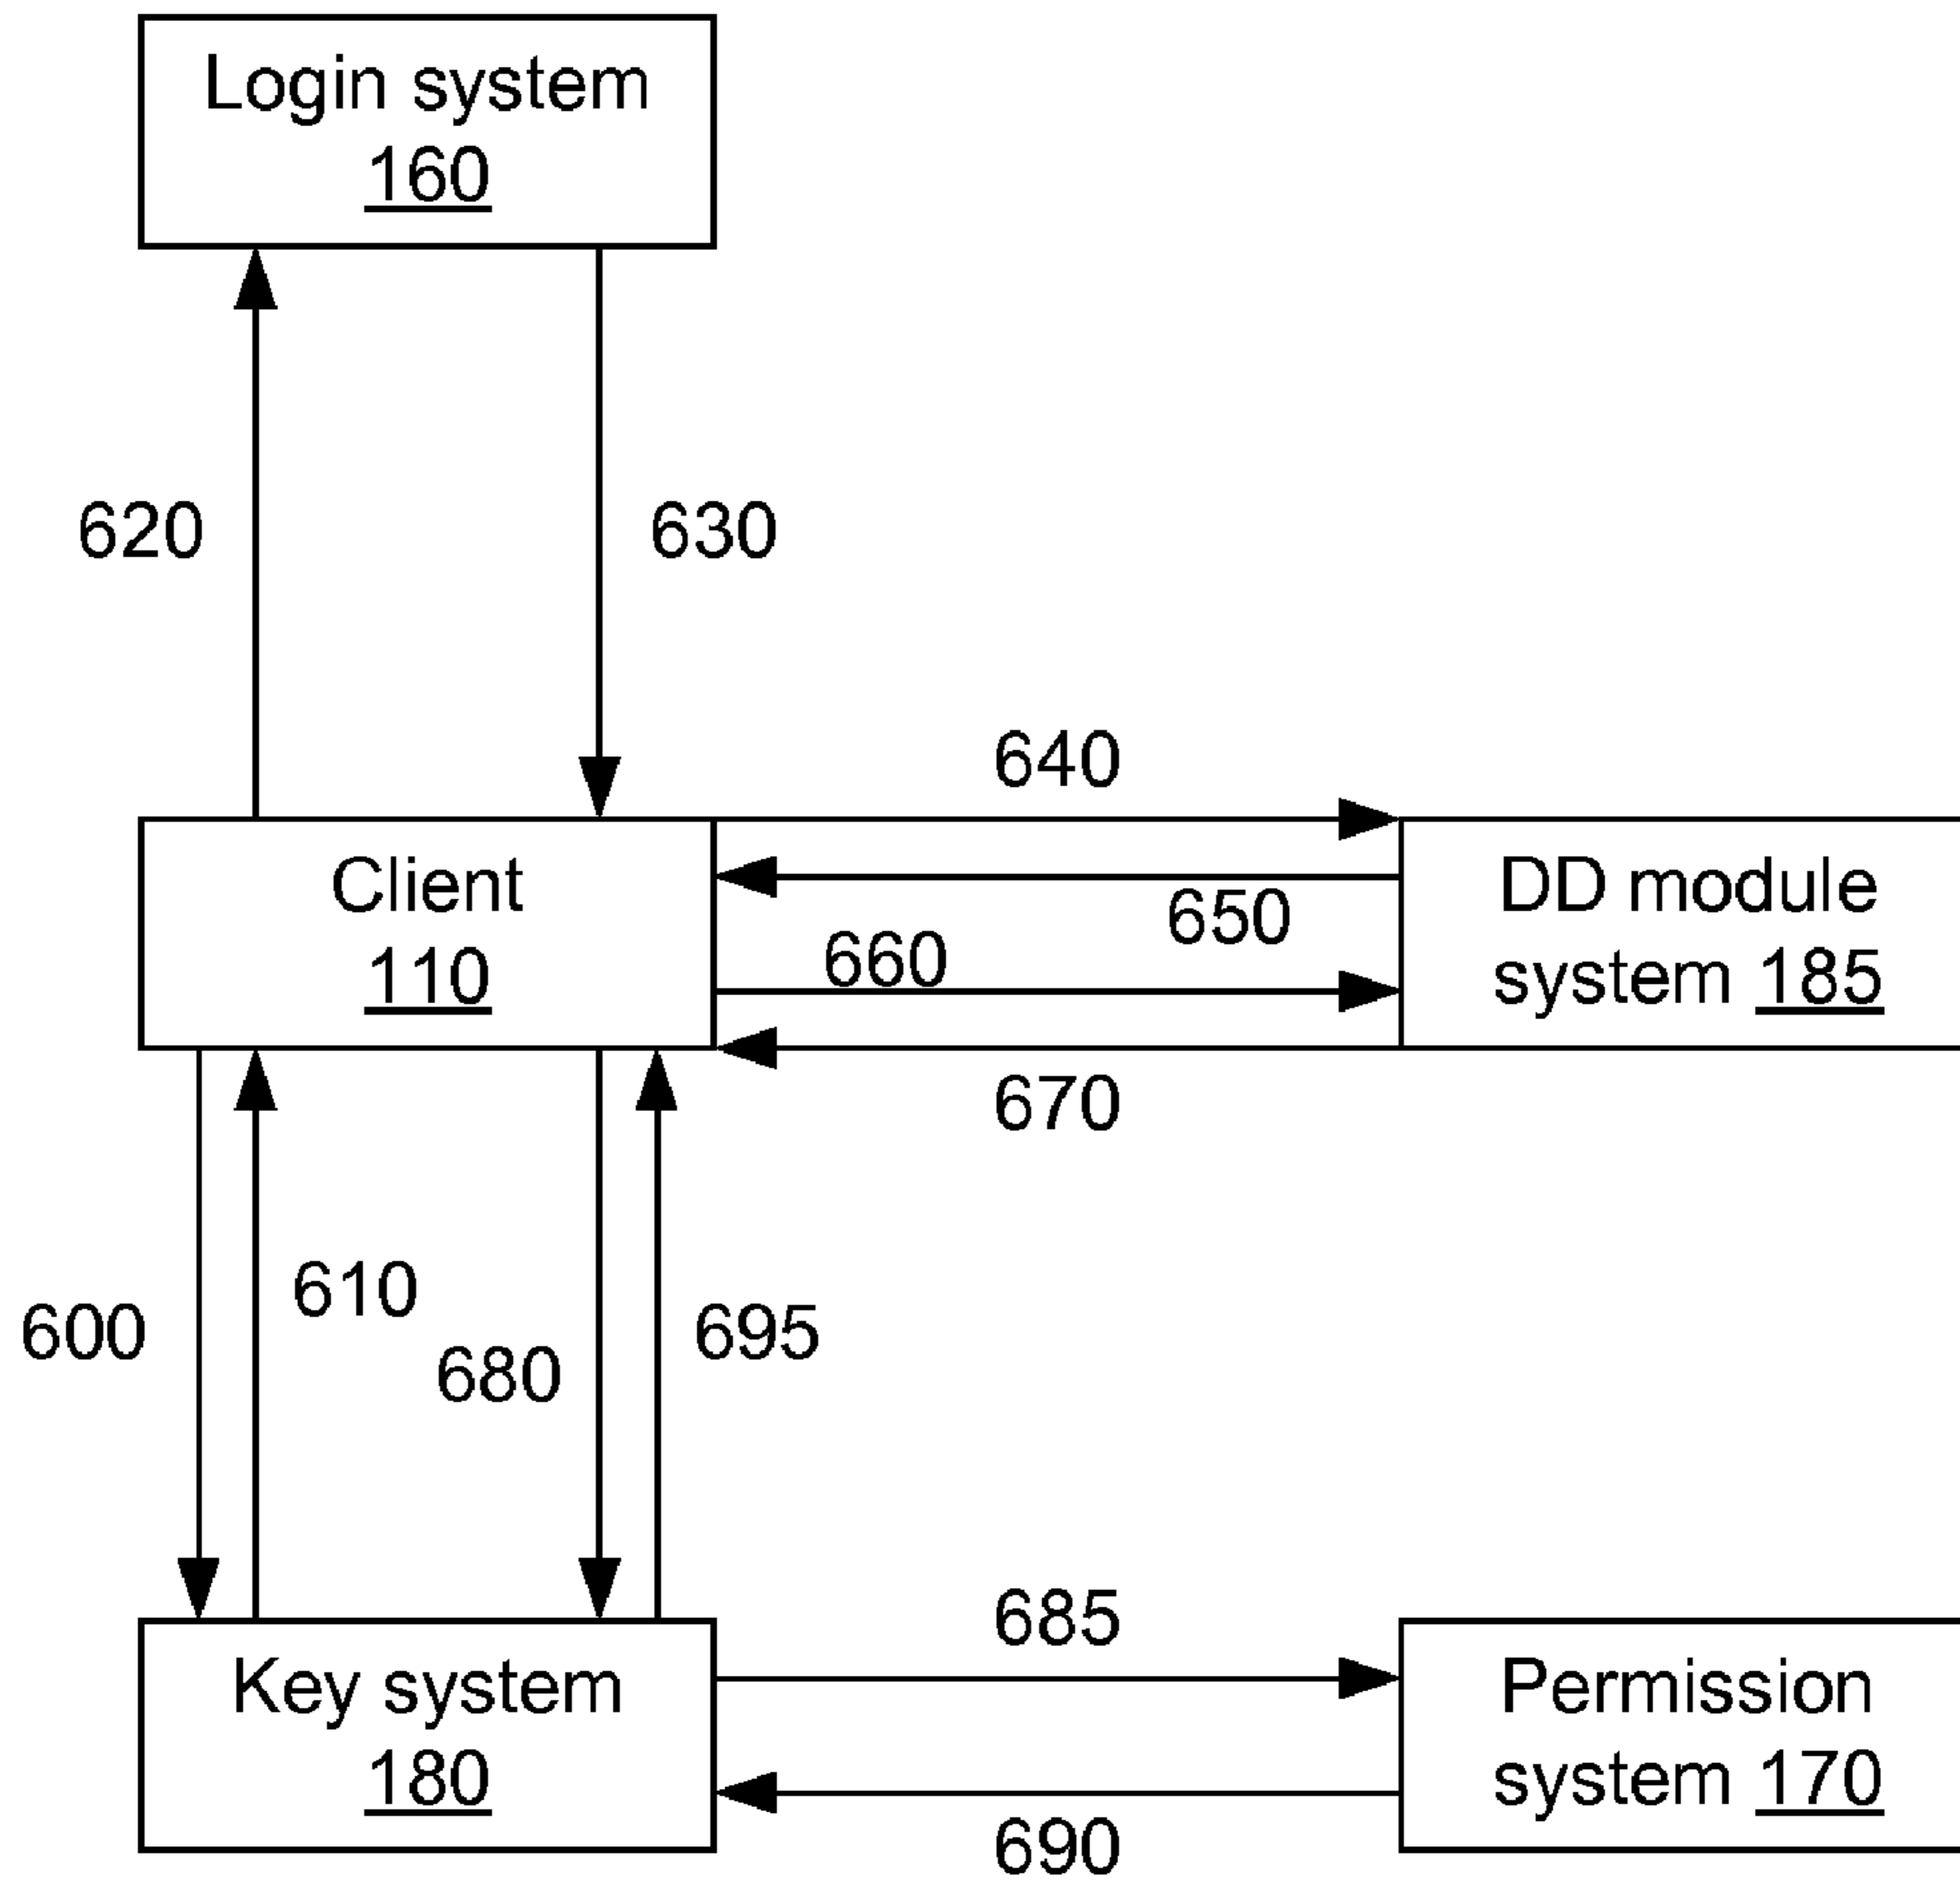 Login system
160
620
630
640
Client
110
650
660
DD module
system 185
670
610
600
695
680
685
Key system
180
Permission
system 170
690